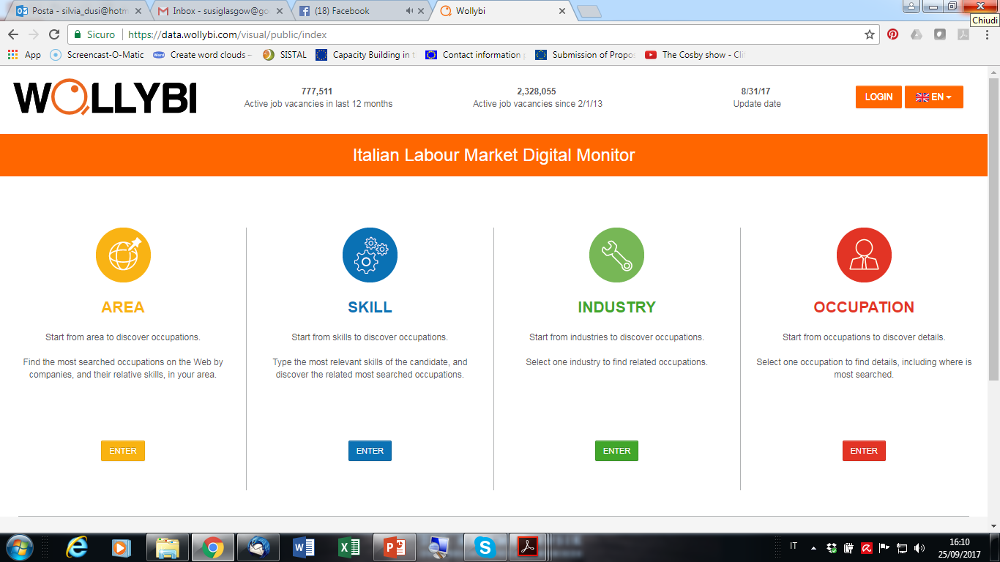 Posta - silvia_dusi@hotm
Inbox - susiglasgow@go
(18) Facebook
Wollybi
Chiudi
Sicuro
https://data.wollybi.com/visual/public/index
App
Screencast-O-Matic
Word
Create word clouds –
SISTAL
Capacity Building in t
Contact information
Submission of Propo
The Cosby show - Cli
WOLLYBI
777,511
Active job vacancies in last 12 months
2,328,055
Active job vacancies since 2/1/13
8/31/17
Update date
LOGIN
EN
Italian Labour Market Digital Monitor
AREA
Start from area to discover occupations.
Find the most searched occupations on the Web by
companies, and their relative skills, in your area.
ENTER
SKILL
Start from skills to discover occupations.
Type the most relevant skills of the candidate, and
discover the related most searched occupations.
ENTER
INDUSTRY
Start from industries to discover occupations.
Select one industry to find related occupations.
ENTER
OCCUPATION
Start from occupations to discover details.
Select one occupation to find details, including where is
most searched.
ENTER
IT
16:10
25/09/2017